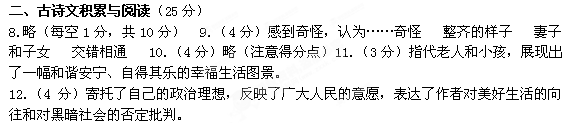 二、古诗文积累与阅读（25 分）
8.略（每空 1 分，共 10 分） 9.（4 分）感到奇怪，认为……奇怪 整齐的样子 妻子
和子女 交错相通 10.（4 分）略（注意得分点）11.（3 分）指代老人和小孩，展现出
了一幅和谐安宁、自得其乐的幸福生活图景。
12.（4 分）寄托了自己的政治理想，反映了广大人民的意愿，表达了作者对美好生活的向
往和对黑暗社会的否定批判。